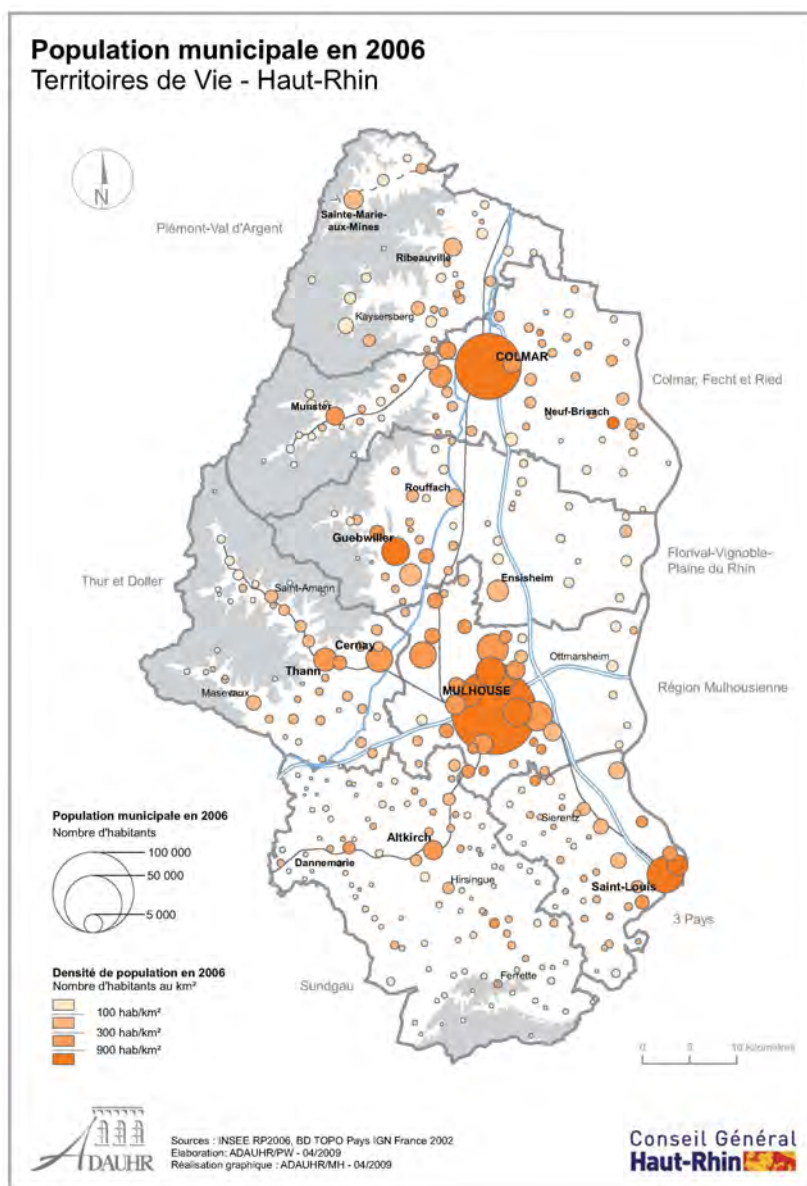 Population municipale en 2006
Territoires de Vie - Haut-Rhin
N
Sainte-Marie-
aux-Mines
Piémont-Val d'Argent
Ribeauville
Kaysersberg
COLMAR
Colmar, Fecht et Ried
Munster
Neuf-Brisach
Rouffach
Guebwiller
Florival-Vignoble-
Plaine du Rhin
Ensisheim
Thur et Doller
Saint-Amarin
Cernay
Thann
Ottmarsheim
MULHOUSE
Région Mulhousienne
Masevaux
Population municipale en 2006
Nombre d'habitants
100 000
50 000
5 000
Sierentz
Altkirch
Dannemarie
Hirsingue
Saint-Louis
3 Pays
Densité de population en 2006
Nombre d'habitants au km²
100 hab/km²
300 hab/km²
900 hab/km²
Sundgau
Ferrette
0 5 10 Kilomètres
ADAUHR
Sources : INSEE RP2006, BD TOPO Pays IGN France 2002
Elaboration: ADAUHR/PW - 04/2009
Réalisation graphique : ADAUHR/MH - 04/2009
Conseil Général
Haut-Rhin